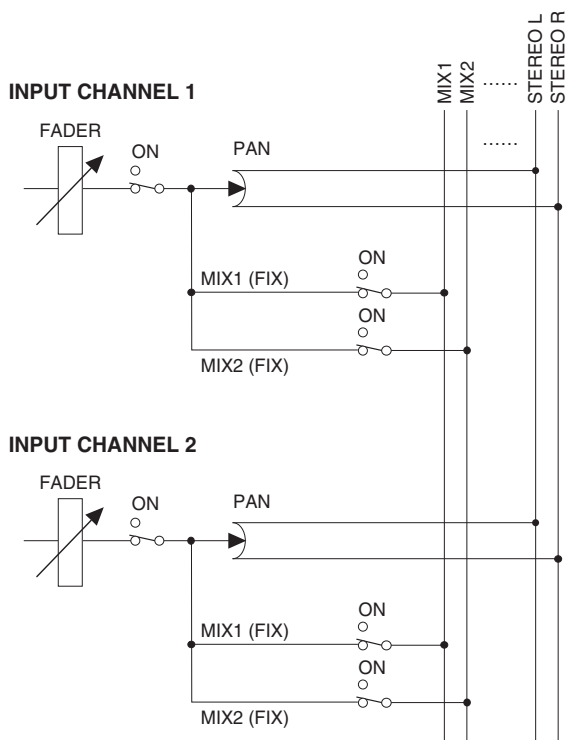 MIX1
MIX2
......
STEREO L
STEREO R
......
INPUT CHANNEL 1
FADER
ON
PAN
ON
MIX1 (FIX)
ON
MIX2 (FIX)
INPUT CHANNEL 2
FADER
ON
PAN
ON
MIX1 (FIX)
ON
MIX2 (FIX)